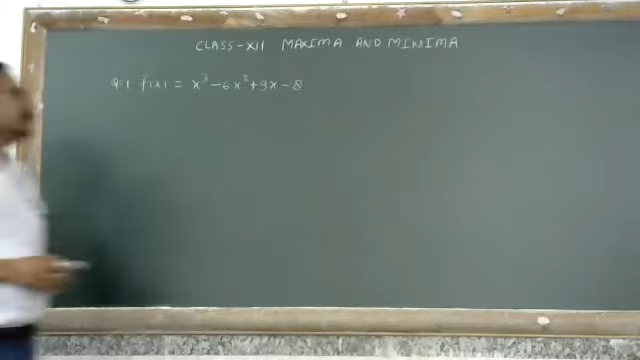 CLASS-XII MAXIMA AND MINIMA
Q.1 f(x) = x³ - 6x² + 9x - 8